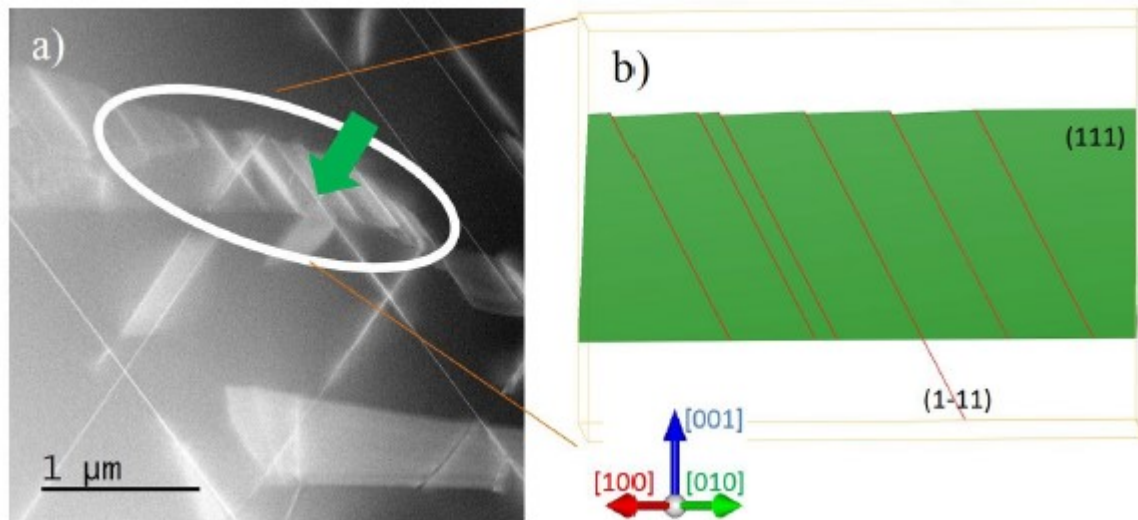 a)
1 µm
b)
(111)
(1-11)
[001]
[100]
[010]